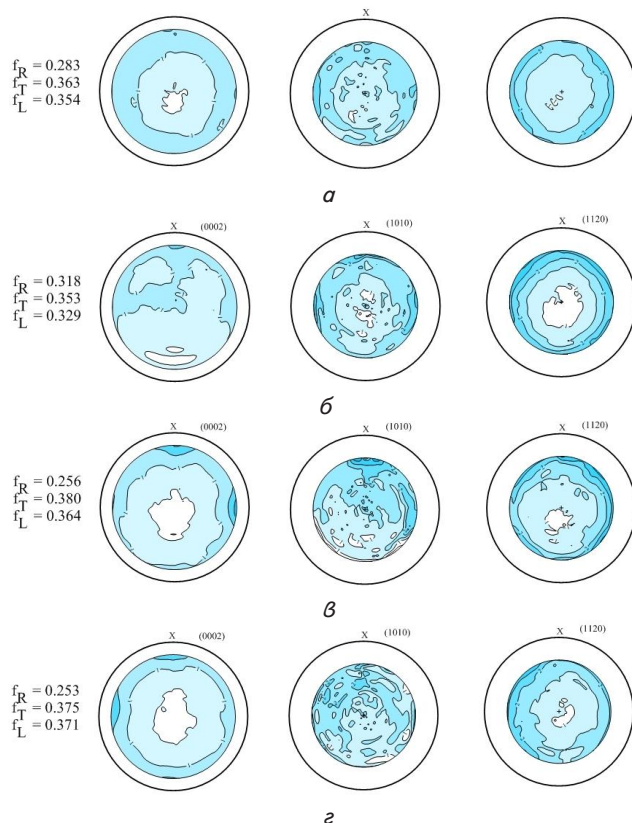 X
f_R = 0.283
f_T = 0.363
f_L = 0.354
а
X (0002) X (1010) X (1120)
f_R = 0.318
f_T = 0.353
f_L = 0.329
б
X (0002) X (1010) X (1120)
f_R = 0.256
f_T = 0.380
f_L = 0.364
в
X (0002) X (1010) X (1120)
f_R = 0.253
f_T = 0.375
f_L = 0.371
г